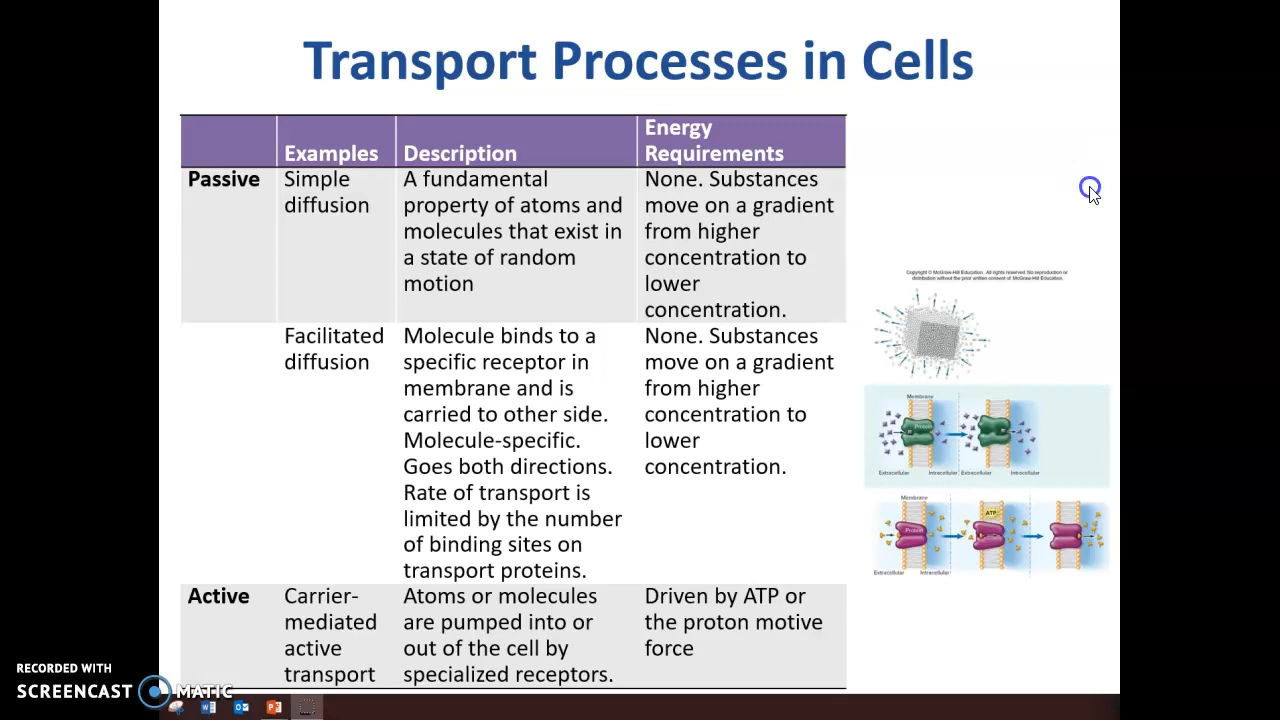 Transport Processes in Cells
Energy
Examples Description Requirements
Passive Simple A fundamental None. Substances
diffusion property of atoms and move on a gradient
molecules that exist in from higher
a state of random concentration to
motion lower
concentration.
Facilitated Molecule binds to a None. Substances
diffusion specific receptor in move on a gradient
membrane and is from higher
carried to other side. concentration to
Molecule-specific. lower
Goes both directions. concentration.
Rate of transport is
limited by the number
of binding sites on
transport proteins.
Active Carrier- Atoms or molecules Driven by ATP or
mediated are pumped into or the proton motive
active out of the cell by force
transport specialized receptors.
Copyright © McGraw-Hill Education. All rights reserved. No reproduction or
distribution without the prior written consent of McGraw-Hill Education.
Membrane
Protein
Extracellular Intracellular Extracellular Intracellular
Membrane
ATP
Protein
Extracellular Intracellular
RECORDED WITH
SCREENCAST MATIC